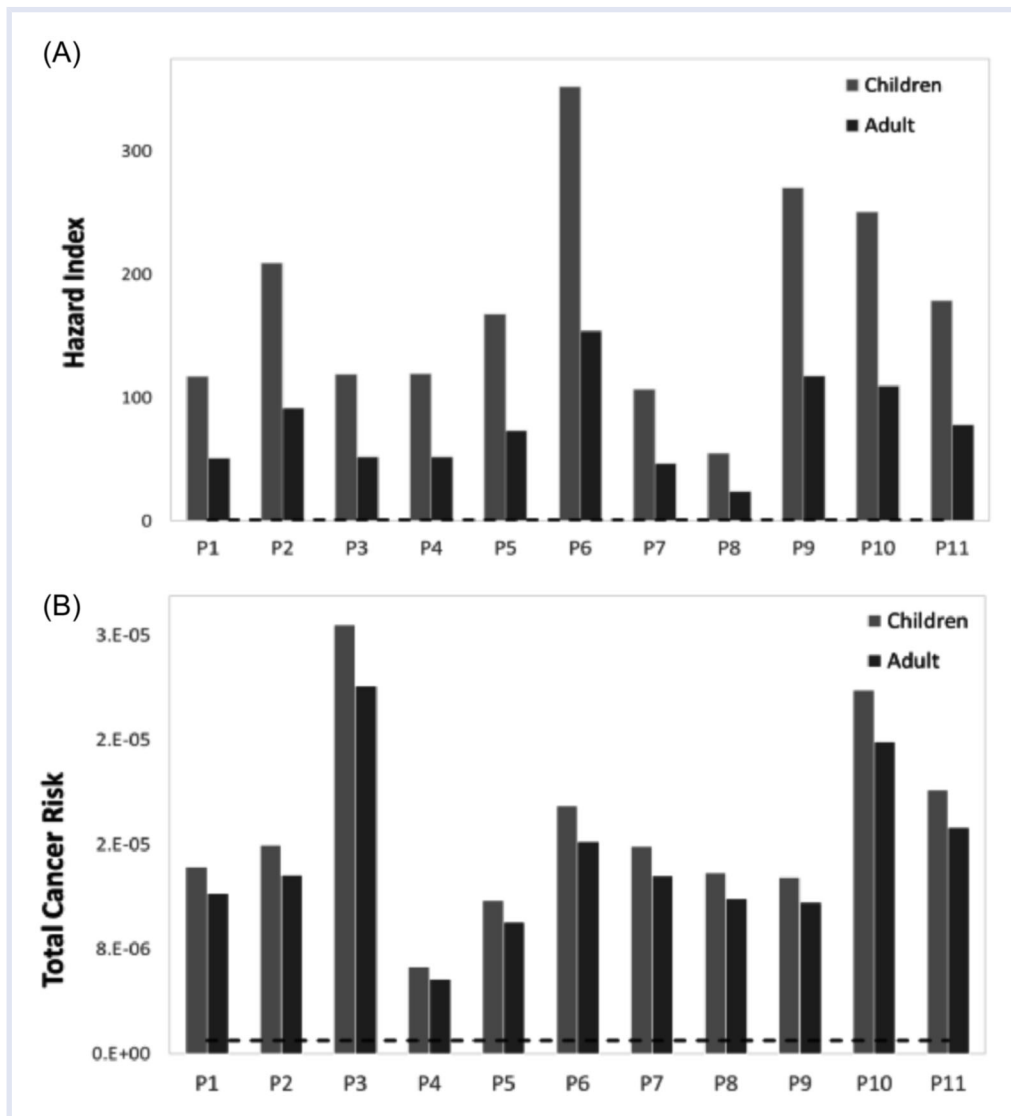 (A)
Children
Adult
Hazard Index
300
200
100
0
P1 P2 P3 P4 P5 P6 P7 P8 P9 P10 P11
(B)
Children
Adult
Total Cancer Risk
3.E-05
2.E-05
2.E-05
8.E-06
0.E+00
P1 P2 P3 P4 P5 P6 P7 P8 P9 P10 P11